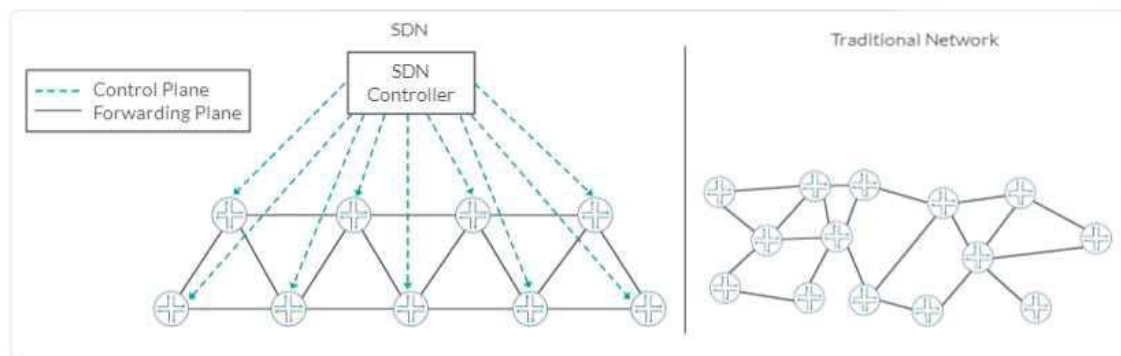 SDN
SDN
Controller
Control Plane
Forwarding Plane
Traditional Network